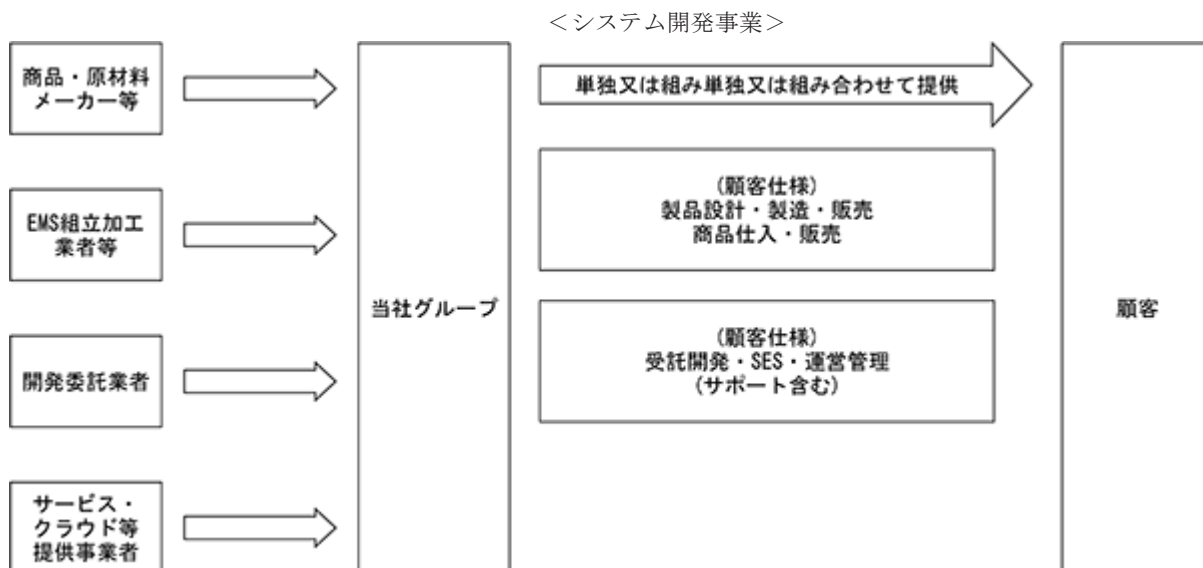 ＜システム開発事業＞
商品・原材料
メーカー等
単独又は組み単独又は組み合わせて提供
EMS組立加工
業者等
(顧客仕様)
製品設計・製造・販売
商品仕入・販売
当社グループ
顧客
(顧客仕様)
受託開発・SES・運営管理
(サポート含む)
開発委託業者
サービス・
クラウド等
提供事業者